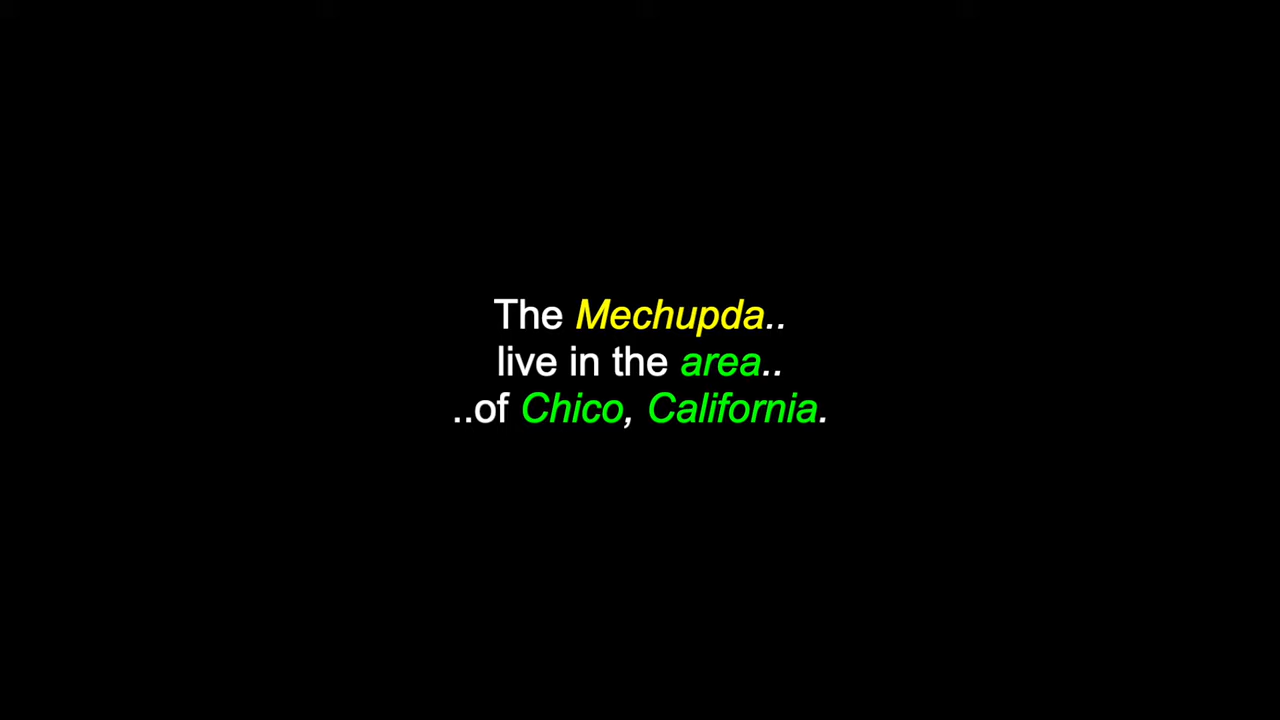 The Mechupda..
live in the area..
..of Chico, California.